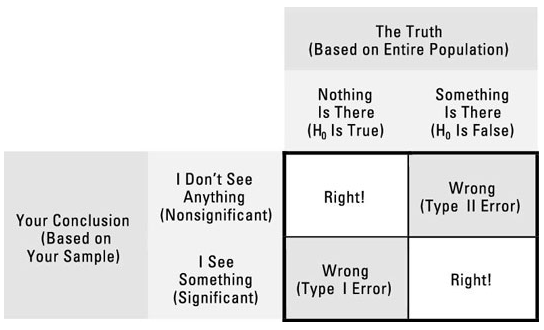 The Truth
(Based on Entire Population)
Nothing
Is There
(H₀ Is True)
Something
Is There
(H₀ Is False)
Your Conclusion
(Based on
Your Sample)
I Don't See
Anything
(Nonsignificant)
Right!
Wrong
(Type II Error)
I See
Something
(Significant)
Wrong
(Type I Error)
Right!